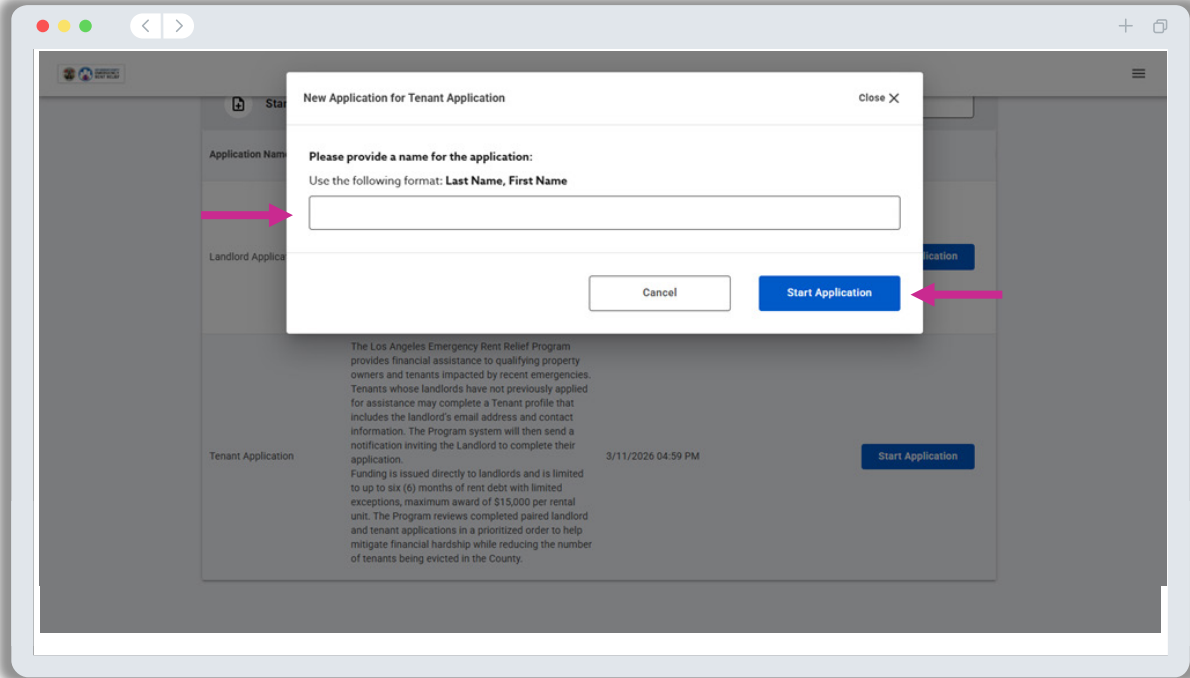 EMERGENCY
RENT RELIEF
Star
New Application for Tenant Application
Close
Application Name
Please provide a name for the application:
Use the following format: Last Name, First Name
Landlord Applica
lication
Cancel
Start Application
The Los Angeles Emergency Rent Relief Program
provides financial assistance to qualifying property
owners and tenants impacted by recent emergencies.
Tenants whose landlords have not previously applied
for assistance may complete a Tenant profile that
includes the landlord's email address and contact
information. The Program system will then send a
notification inviting the Landlord to complete their
Tenant Application
application.
3/11/2026 04:59 PM
Start Application
Funding is issued directly to landlords and is limited
to up to six (6) months of rent debt with limited
exceptions, maximum award of $15,000 per rental
unit. The Program reviews completed paired landlord
and tenant applications in a prioritized order to help
mitigate financial hardship while reducing the number
of tenants being evicted in the County.